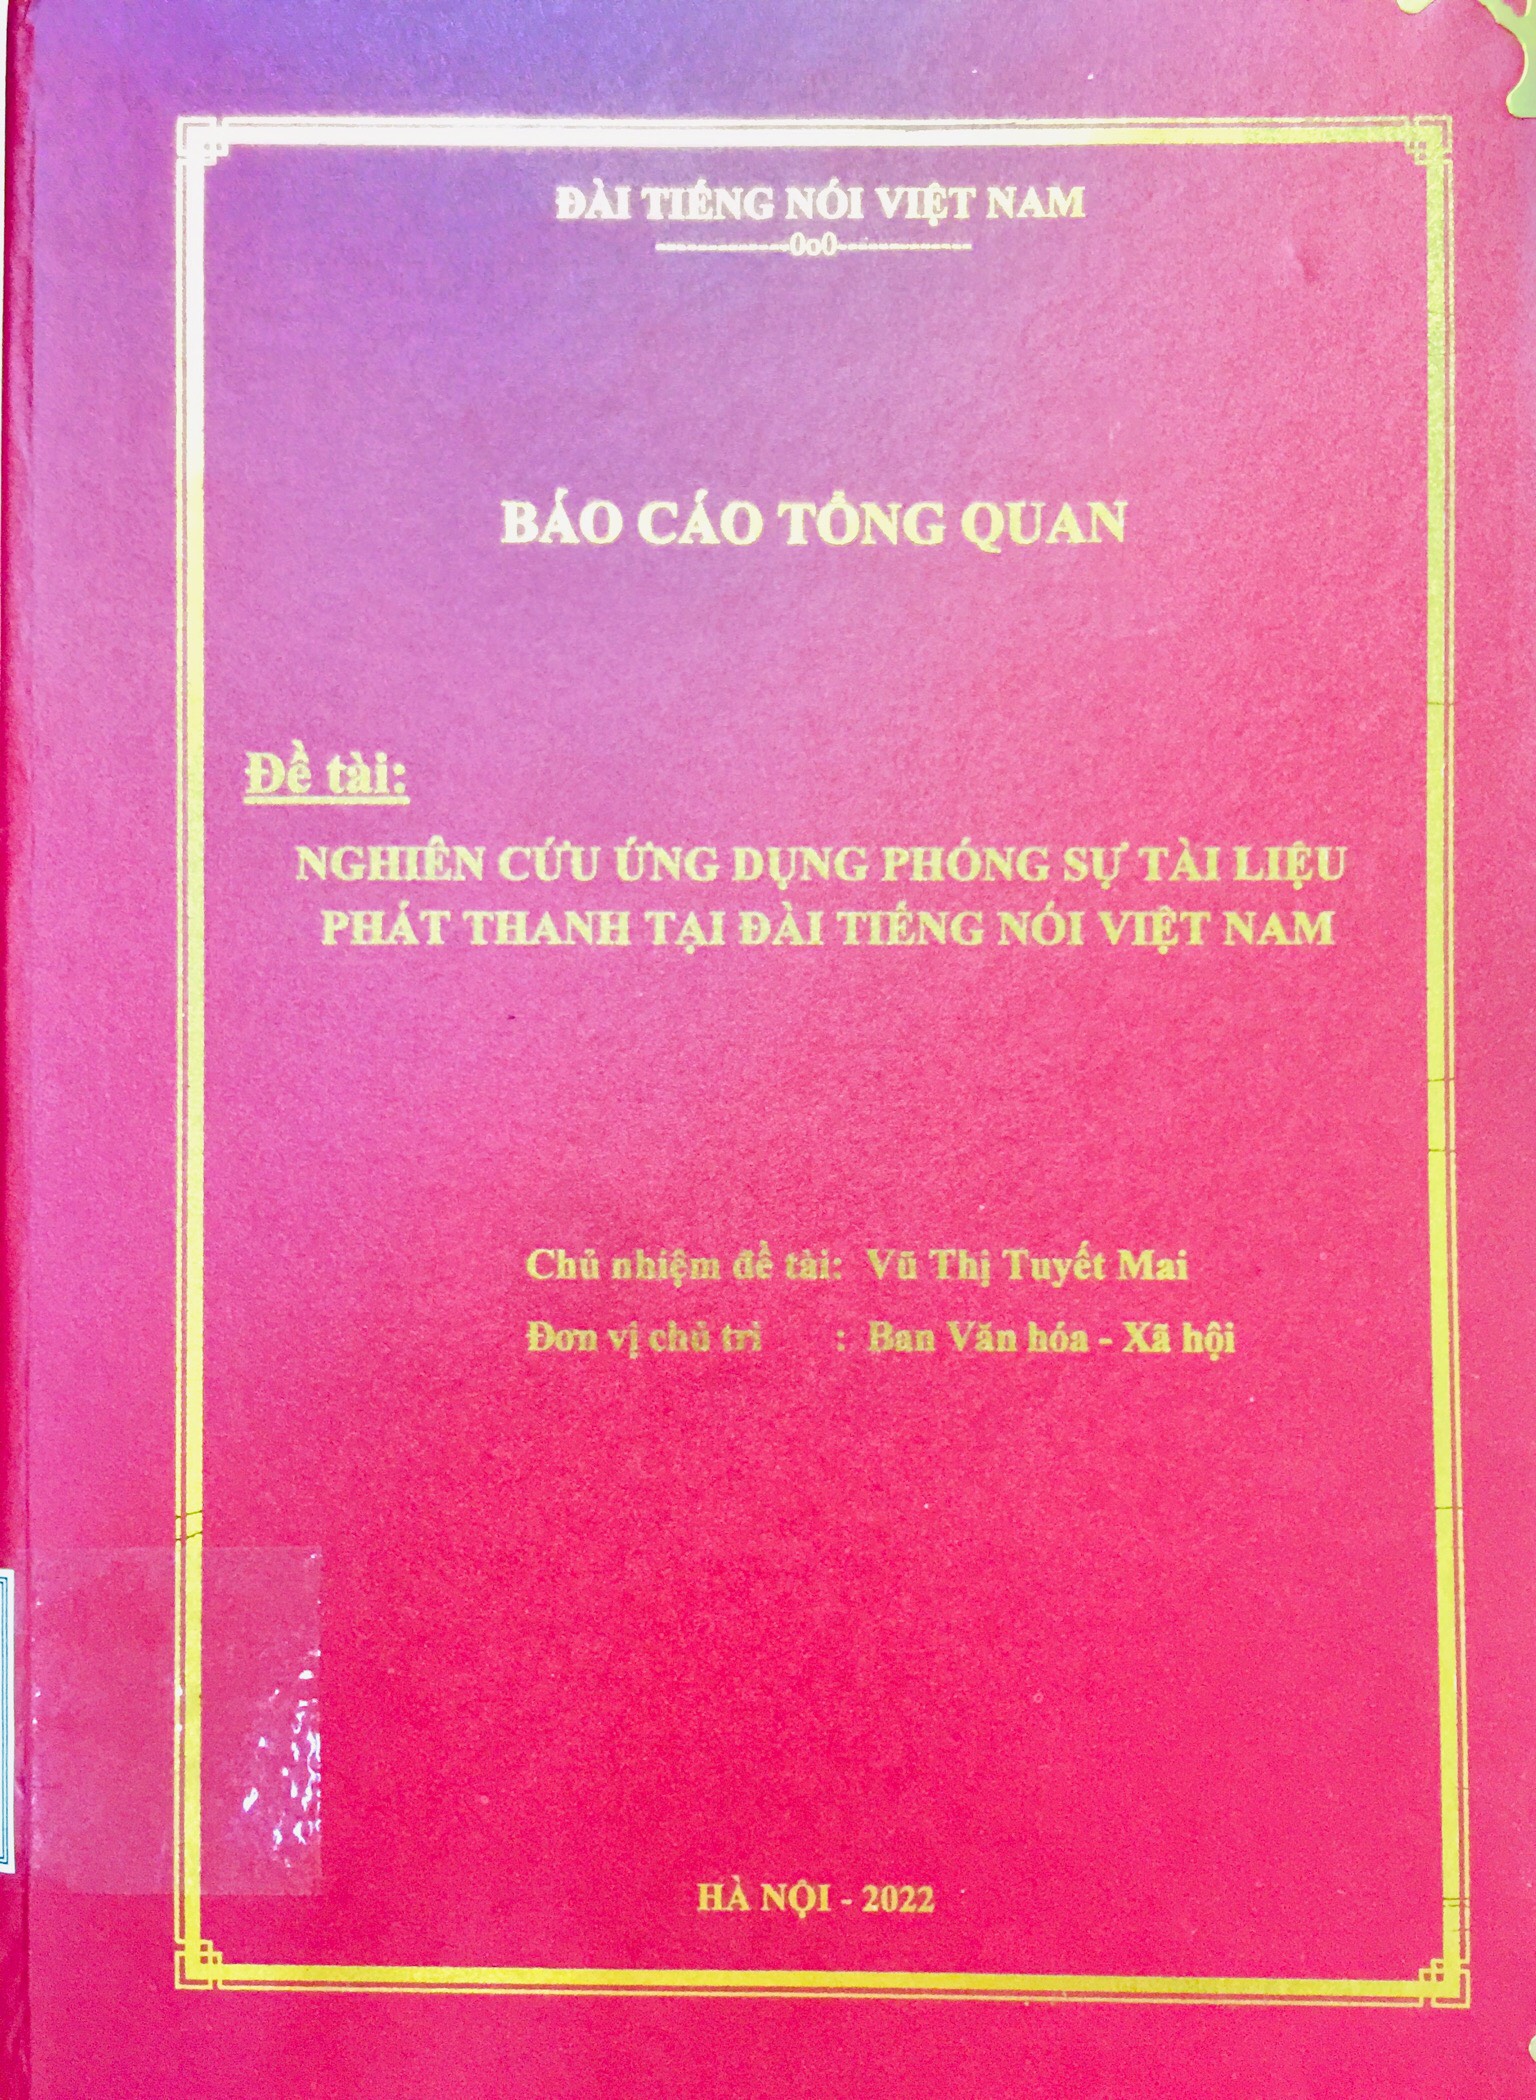 ĐÀI TIẾNG NÓI VIỆT NAM
-----------0o0-----------
BÁO CÁO TỔNG QUAN
Đề tài:
NGHIÊN CỨU ỨNG DỤNG PHÓNG SỰ TÀI LIỆU
PHÁT THANH TẠI ĐÀI TIẾNG NÓI VIỆT NAM
Chủ nhiệm đề tài: Vũ Thị Tuyết Mai
Đơn vị chủ trì : Ban Văn hóa - Xã hội
HÀ NỘI - 2022